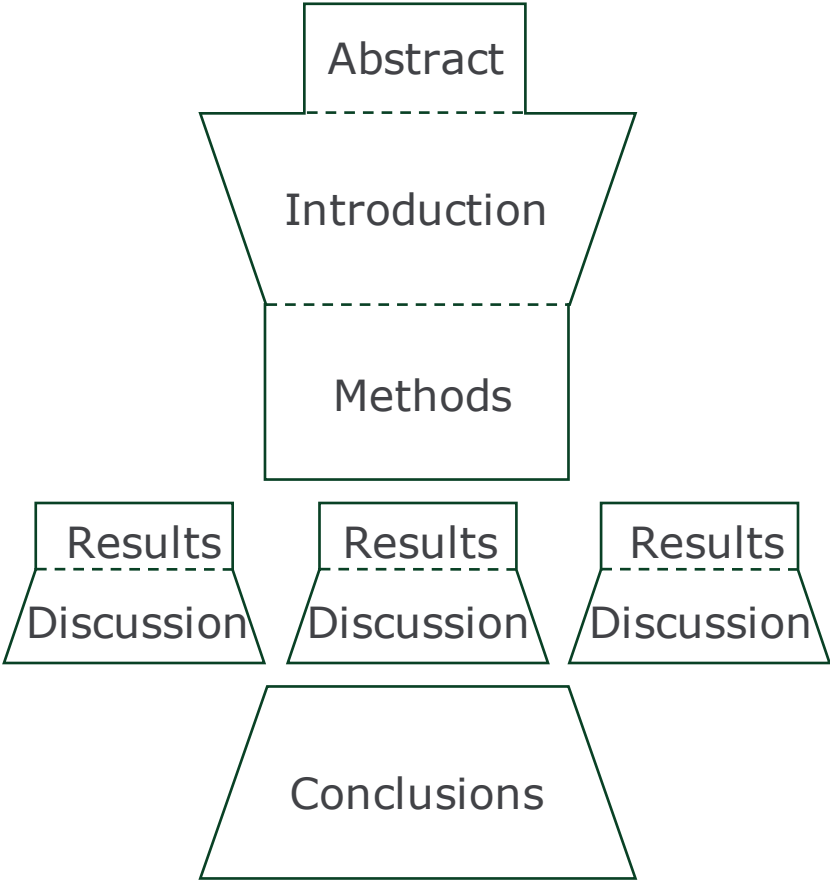 Abstract
Introduction
Methods
Results Results Results
Discussion Discussion Discussion
Conclusions